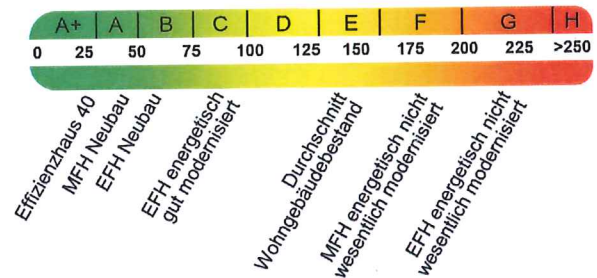 A+ A B C D E F G H
0 25 50 75 100 125 150 175 200 225 >250
Effizienzhaus 40
MFH Neubau
EFH Neubau
EFH energetisch
gut modernisiert
Durchschnitt
Wohngebäudebestand
MFH energetisch nicht
wesentlich modernisiert
EFH energetisch nicht
wesentlich modernisiert